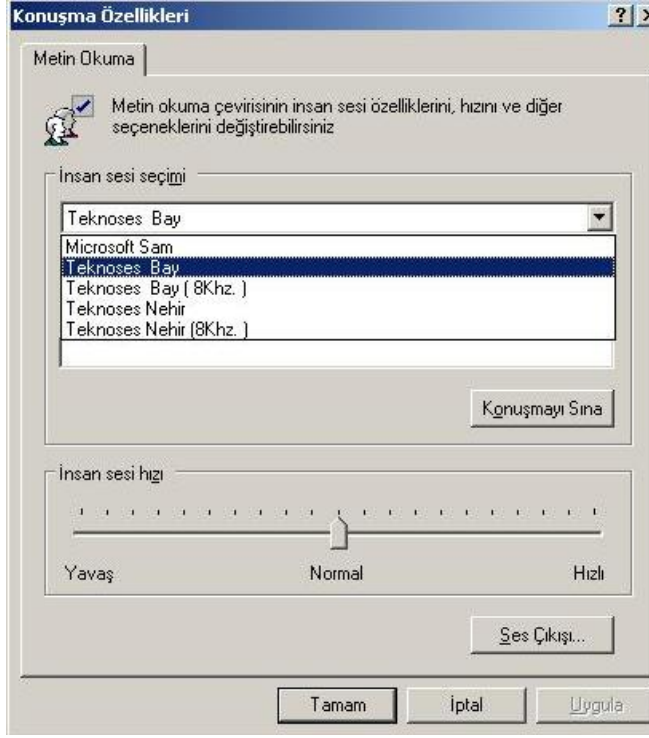 Konuşma Özellikleri
Metin Okuma
Metin okuma çevirisinin insan sesi özelliklerini, hızını ve diğer
seçeneklerini değiştirebilirsiniz
İnsan sesi seçimi
Teknoses Bay
Microsoft Sam
Teknoses Bay
Teknoses Bay ( 8Khz. )
Teknoses Nehir
Teknoses Nehir (8Khz. )
Konuşmayı Sına
İnsan sesi hızı
Yavaş Normal Hızlı
Ses Çıkışı...
Tamam İptal Uygula